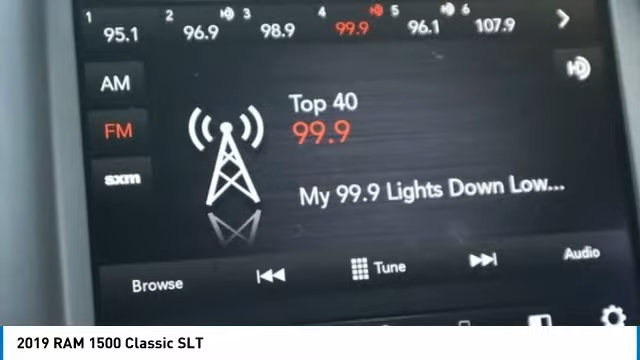 1 95.1 2 96.9 3 98.9 4 99.9 5 96.1 6 107.9
HD
AM
FM
sxm
Top 40
99.9
My 99.9 Lights Down Low...
Browse Tune Audio
2019 RAM 1500 Classic SLT